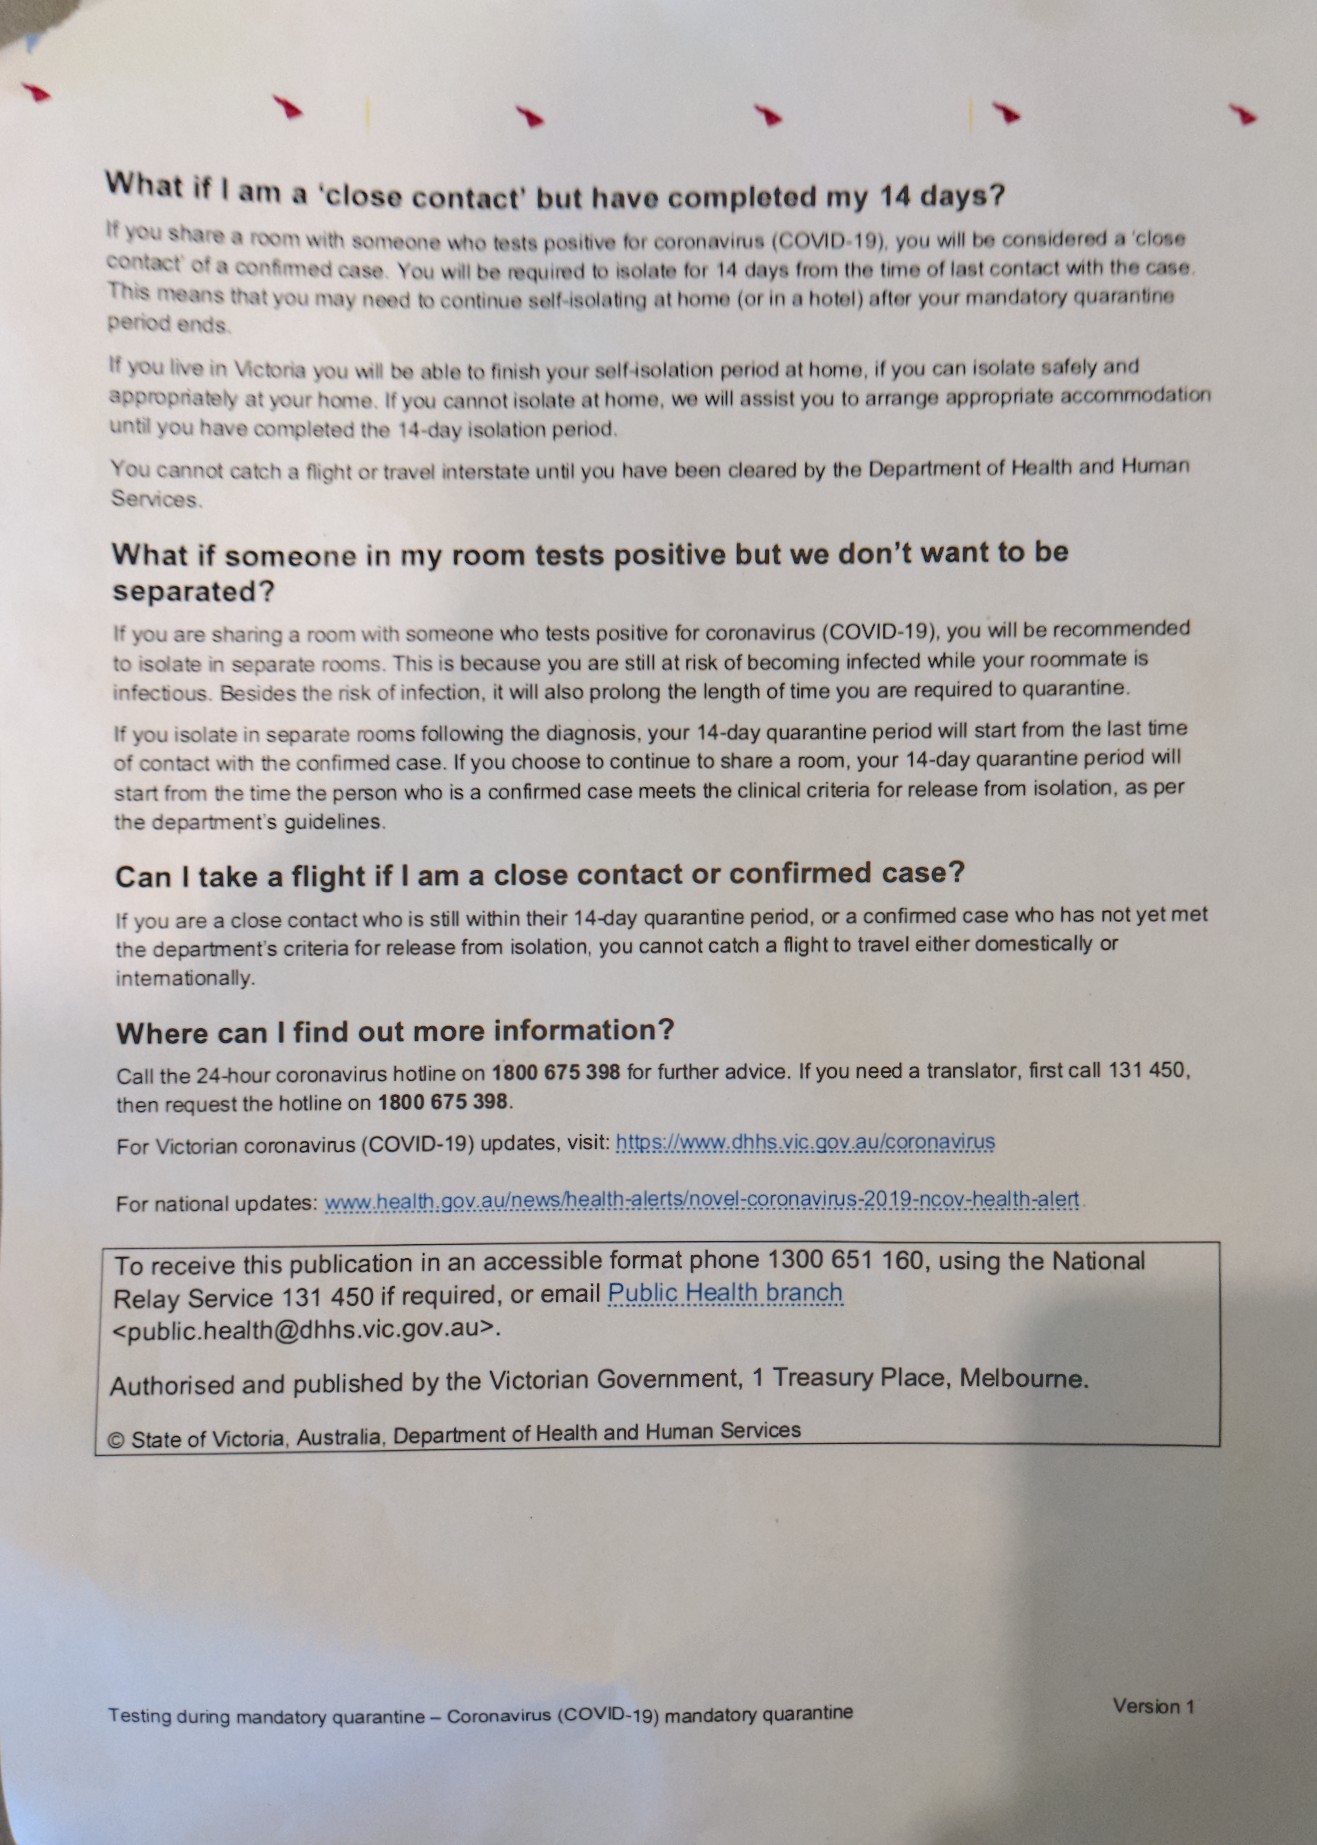 What if I am a ‘close contact’ but have completed my 14 days?
If you share a room with someone who tests positive for coronavirus (COVID-19), you will be considered a ‘close
contact’ of a confirmed case. You will be required to isolate for 14 days from the time of last contact with the case.
This means that you may need to continue self-isolating at home (or in a hotel) after your mandatory quarantine
period ends.
If you live in Victoria you will be able to finish your self-isolation period at home, if you can isolate safely and
appropriately at your home. If you cannot isolate at home, we will assist you to arrange appropriate accommodation
until you have completed the 14-day isolation period.
You cannot catch a flight or travel interstate until you have been cleared by the Department of Health and Human
Services.
What if someone in my room tests positive but we don’t want to be
separated?
If you are sharing a room with someone who tests positive for coronavirus (COVID-19), you will be recommended
to isolate in separate rooms. This is because you are still at risk of becoming infected while your roommate is
infectious. Besides the risk of infection, it will also prolong the length of time you are required to quarantine.
If you isolate in separate rooms following the diagnosis, your 14-day quarantine period will start from the last time
of contact with the confirmed case. If you choose to continue to share a room, your 14-day quarantine period will
start from the time the person who is a confirmed case meets the clinical criteria for release from isolation, as per
the department’s guidelines.
Can I take a flight if I am a close contact or confirmed case?
If you are a close contact who is still within their 14-day quarantine period, or a confirmed case who has not yet met
the department’s criteria for release from isolation, you cannot catch a flight to travel either domestically or
internationally.
Where can I find out more information?
Call the 24-hour coronavirus hotline on 1800 675 398 for further advice. If you need a translator, first call 131 450,
then request the hotline on 1800 675 398.
For Victorian coronavirus (COVID-19) updates, visit: https://www.dhhs.vic.gov.au/coronavirus
For national updates: www.health.gov.au/news/health-alerts/novel-coronavirus-2019-ncov-health-alert
To receive this publication in an accessible format phone 1300 651 160, using the National
Relay Service 131 450 if required, or email Public Health branch
<public.health@dhhs.vic.gov.au>.
Authorised and published by the Victorian Government, 1 Treasury Place, Melbourne.
© State of Victoria, Australia, Department of Health and Human Services
Testing during mandatory quarantine – Coronavirus (COVID-19) mandatory quarantine Version 1